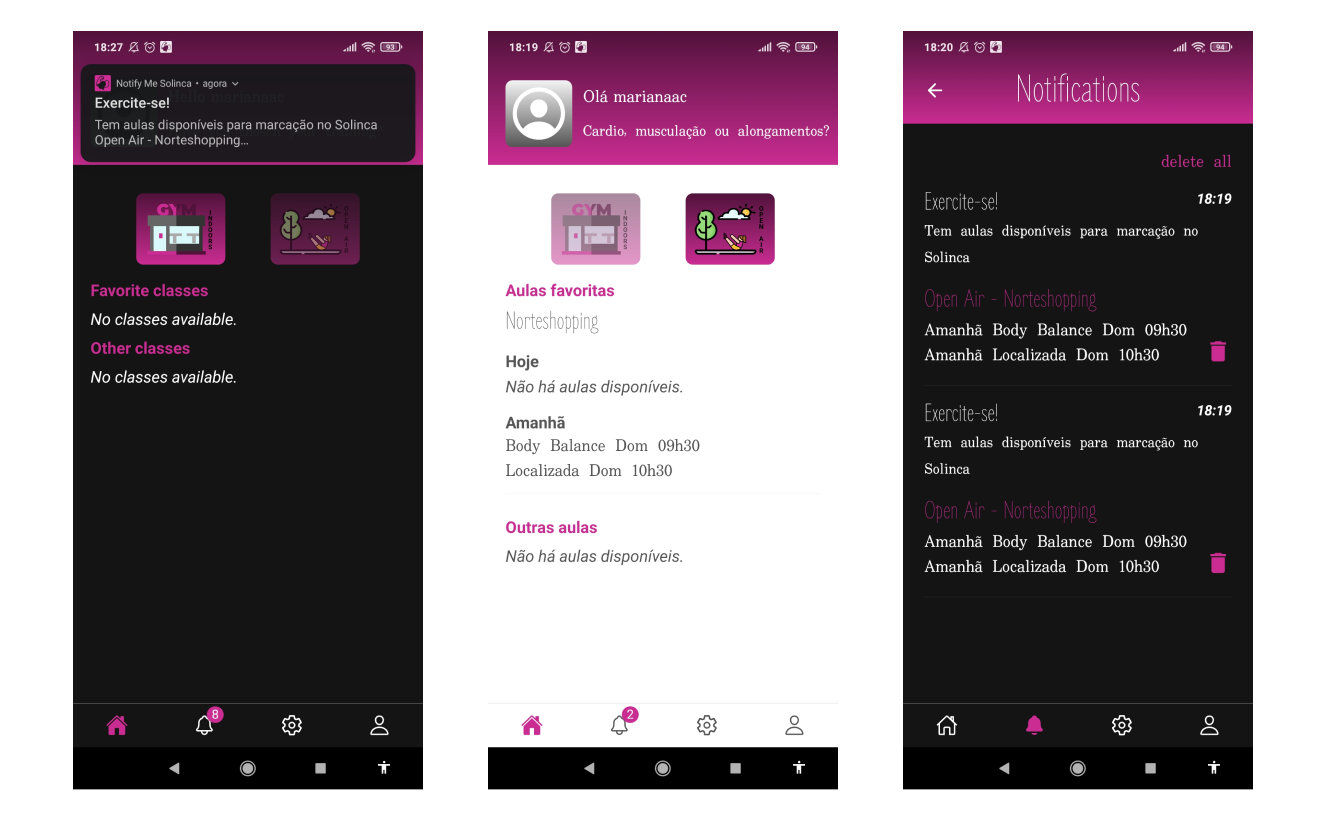 18:27
93
Notify Me Solinca • agora
Exercite-se!
Hello marianaac
Tem aulas disponíveis para marcação no Solinca
Open Air - Norteshopping...
GYM
INDOORS
OPEN AIR
Favorite classes
No classes available.
Other classes
No classes available.
8
18:19
94
Olá marianaac
Cardio, musculação ou alongamentos?
GYM
INDOORS
OPEN AIR
Aulas favoritas
Norteshopping
Hoje
Não há aulas disponíveis.
Amanhã
Body Balance Dom 09h30
Localizada Dom 10h30
Outras aulas
Não há aulas disponíveis.
2
18:20
94
Notifications
delete all
Exercite-se! 18:19
Tem aulas disponíveis para marcação no
Solinca
Open Air - Norteshopping
Amanhã Body Balance Dom 09h30
Amanhã Localizada Dom 10h30
Exercite-se! 18:19
Tem aulas disponíveis para marcação no
Solinca
Open Air - Norteshopping
Amanhã Body Balance Dom 09h30
Amanhã Localizada Dom 10h30